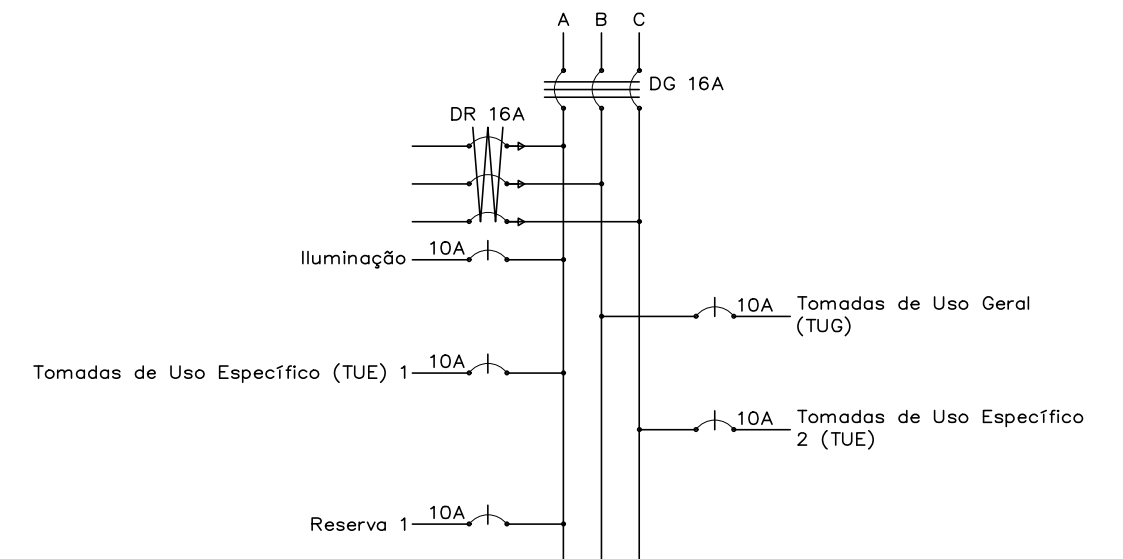 A B C
DG 16A
DR 16A
Iluminação 10A
10A Tomadas de Uso Geral
(TUG)
Tomadas de Uso Específico (TUE) 1 10A
10A Tomadas de Uso Específico
2 (TUE)
Reserva 1 10A